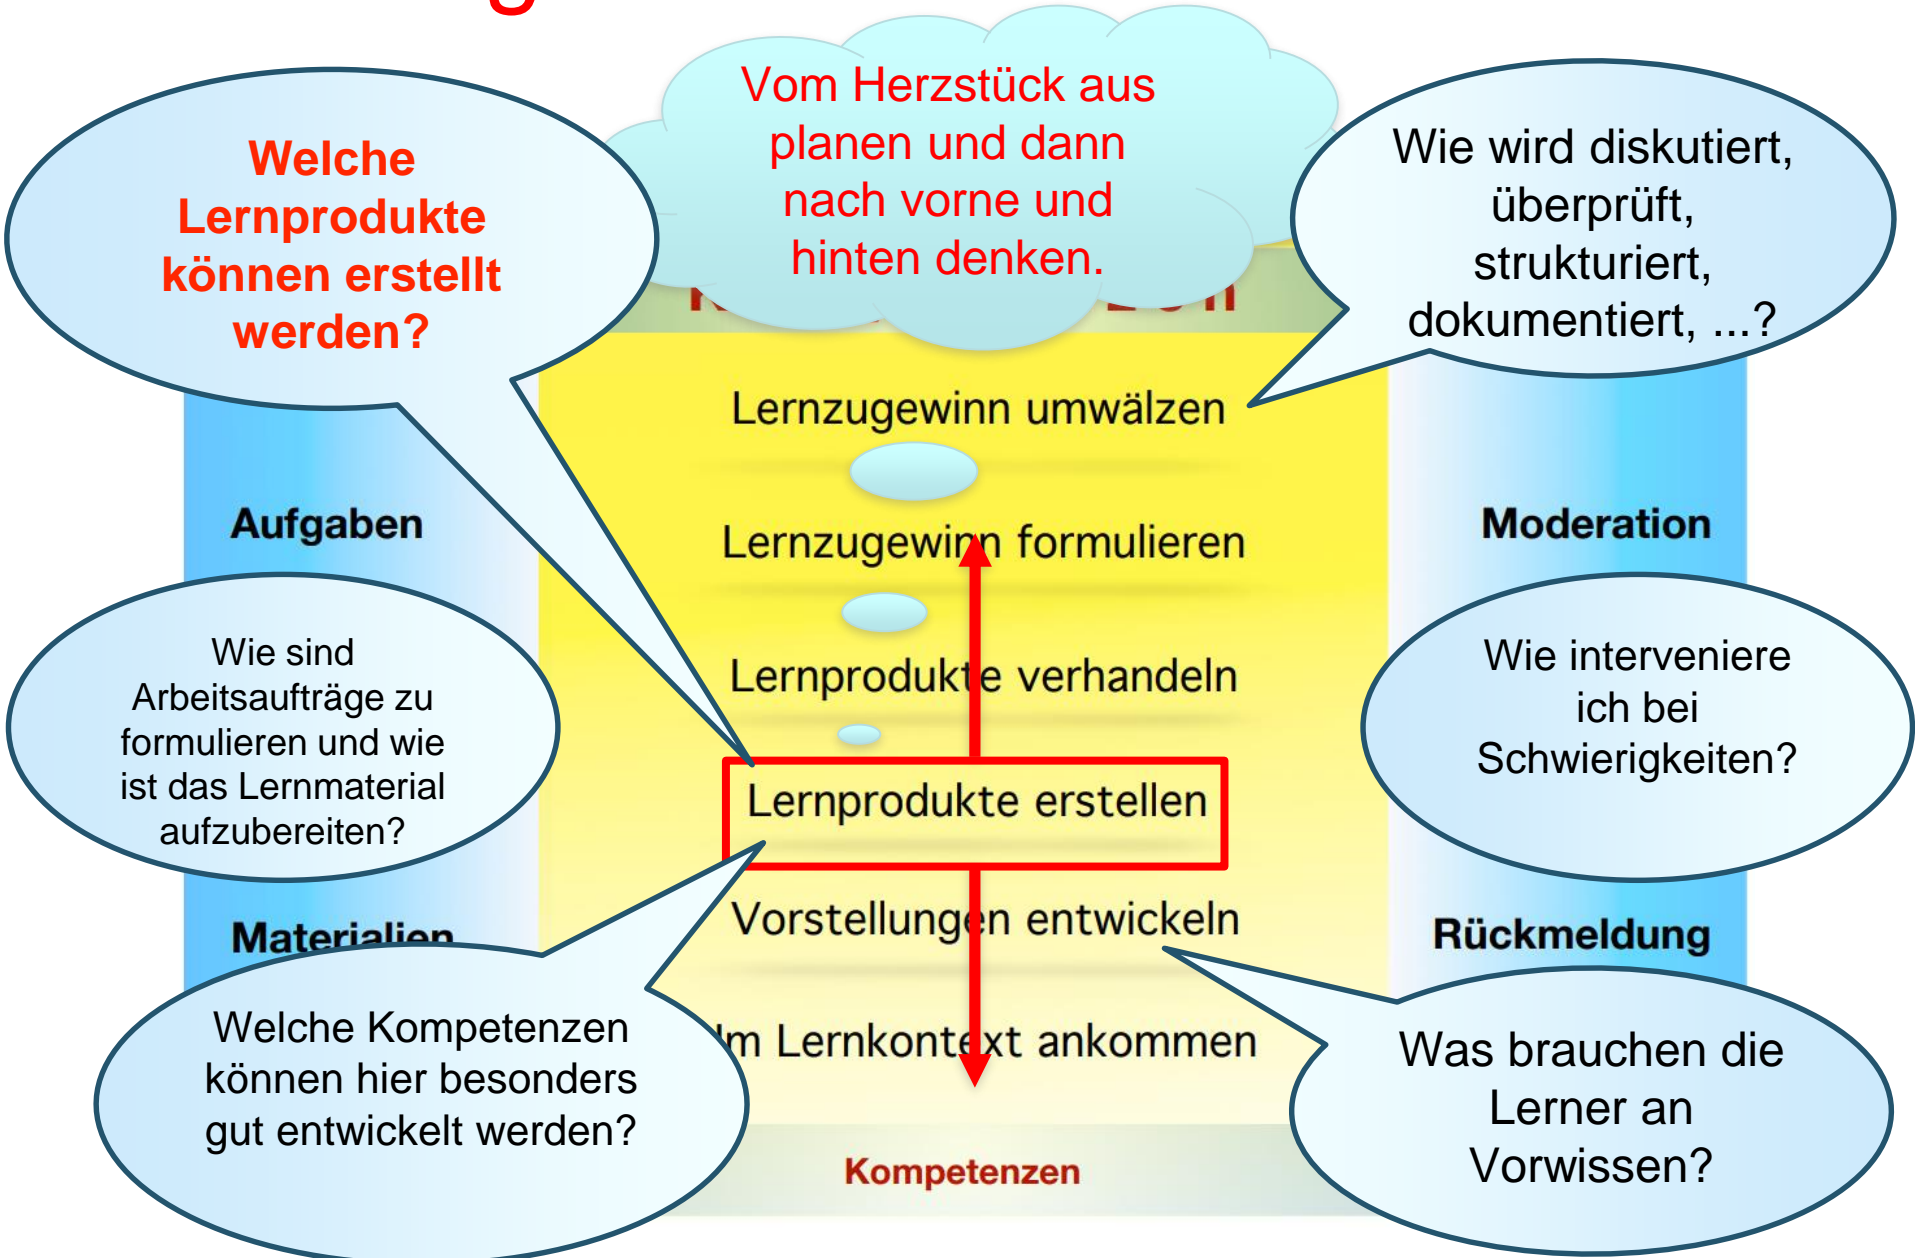 Vom Herzstück aus
planen und dann
nach vorne und
hinten denken.
Welche
Lernprodukte
können erstellt
werden?
Wie wird diskutiert,
überprüft,
strukturiert,
dokumentiert, ...?
Lernzugewinn umwälzen
Aufgaben
Lernzugewinn formulieren
Moderation
Wie sind
Arbeitsaufträge zu
formulieren und wie
ist das Lernmaterial
aufzubereiten?
Lernprodukte verhandeln
Wie interveniere
ich bei
Schwierigkeiten?
Lernprodukte erstellen
Materialien
Vorstellungen entwickeln
Rückmeldung
Welche Kompetenzen
können hier besonders
gut entwickelt werden?
Im Lernkontext ankommen
Was brauchen die
Lerner an
Vorwissen?
Kompetenzen